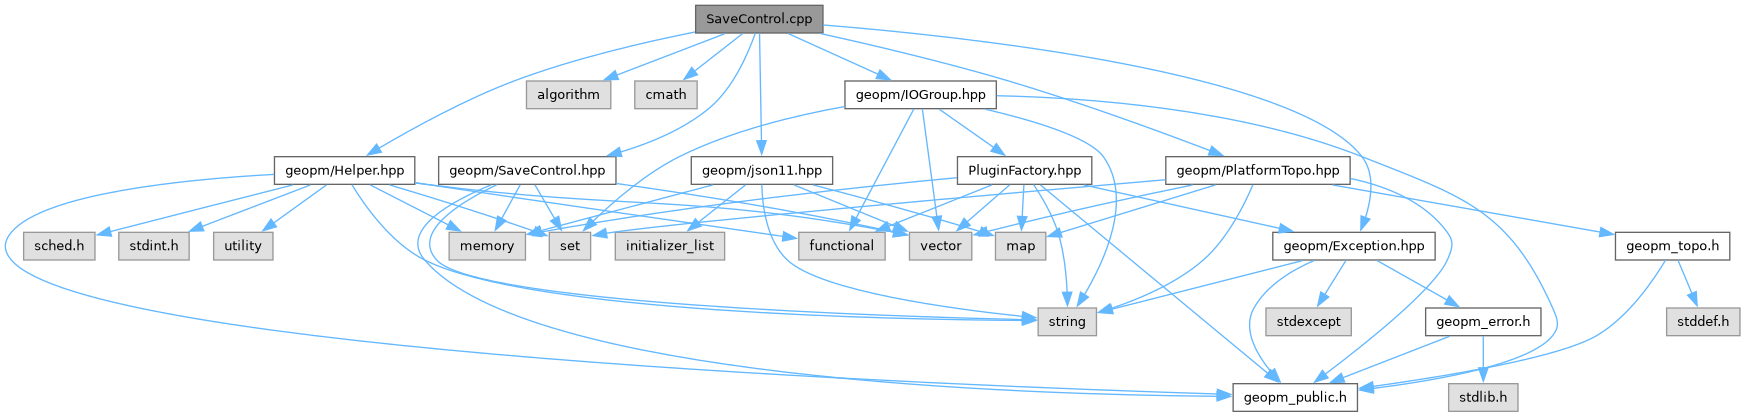 SaveControl.cpp
algorithm
cmath
geopm/IOGroup.hpp
geopm/Helper.hpp
geopm/SaveControl.hpp
geopm/json11.hpp
PluginFactory.hpp
geopm/PlatformTopo.hpp
sched.h
stdint.h
utility
memory
set
initializer_list
functional
vector
map
geopm/Exception.hpp
geopm_topo.h
string
stdexcept
geopm_error.h
stddef.h
geopm_public.h
stdlib.h